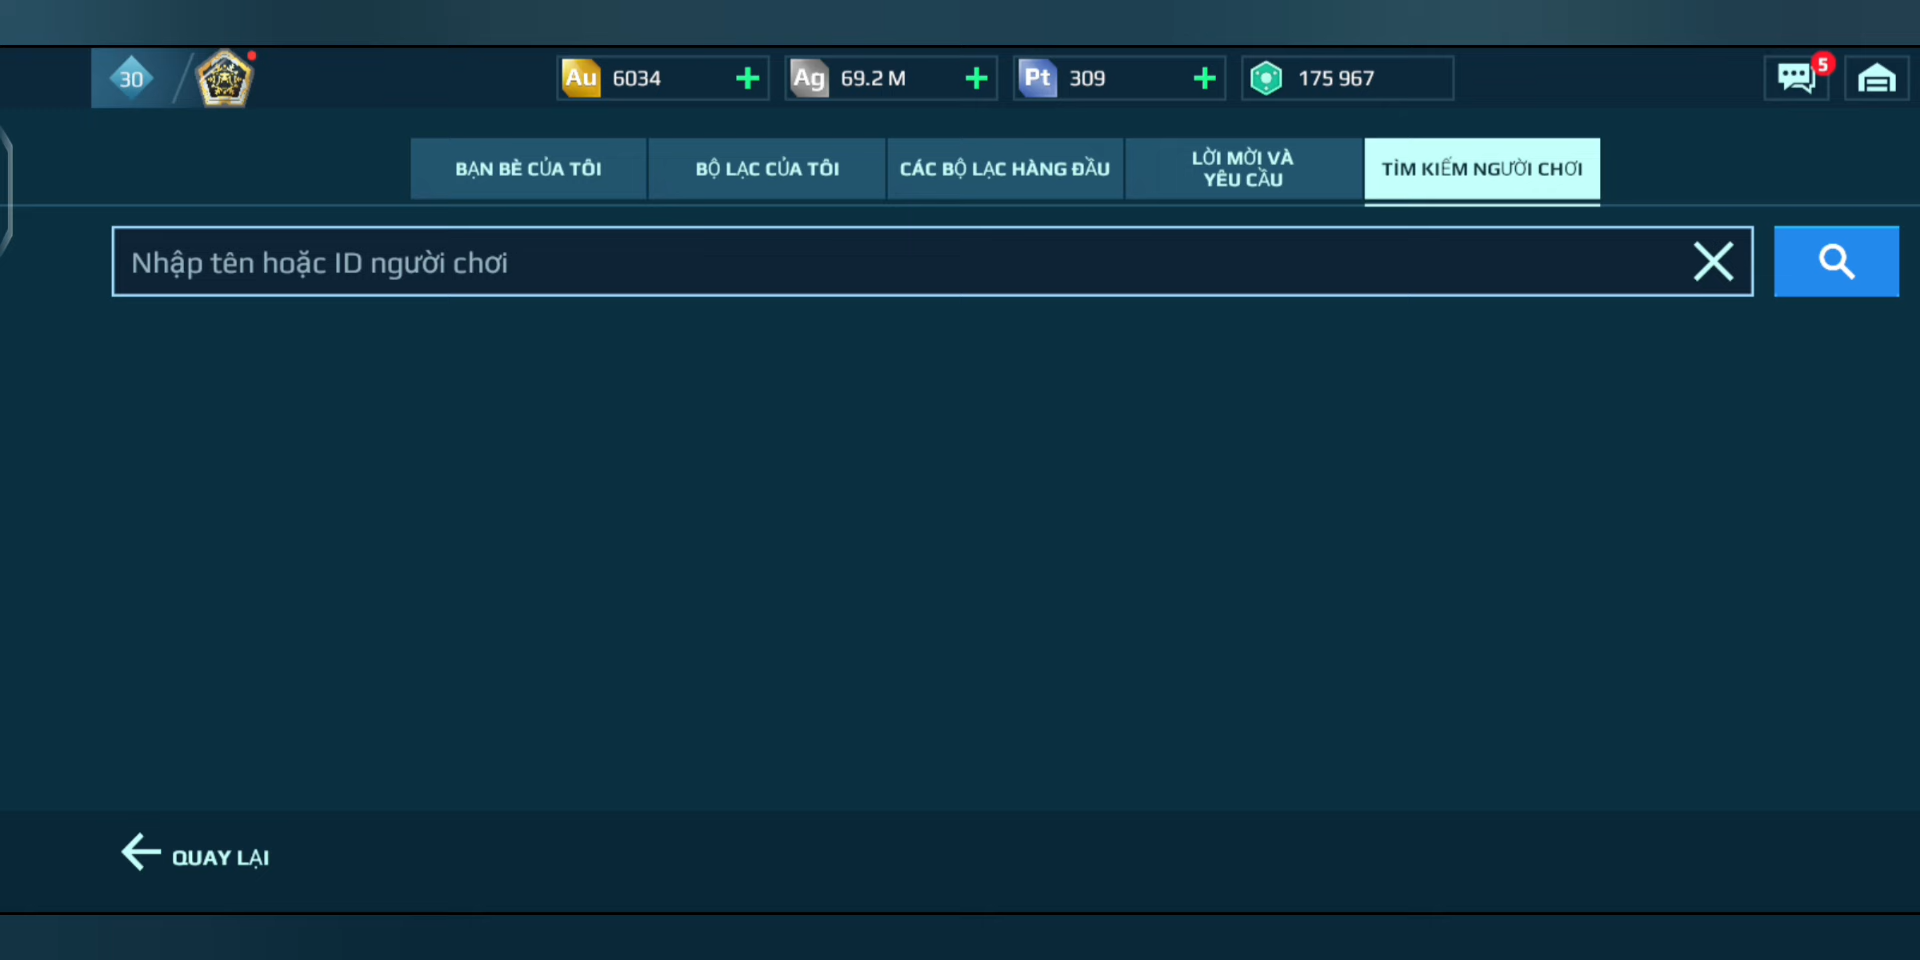 30
Au 6034
Ag 69.2 M
Pt 309
175 967
5
BẠN BÈ CỦA TÔI
BỘ LẠC CỦA TÔI
CÁC BỘ LẠC HÀNG ĐẦU
LỜI MỜI VÀ
YÊU CẦU
TÌM KIẾM NGƯỜI CHƠI
Nhập tên hoặc ID người chơi
QUAY LẠI